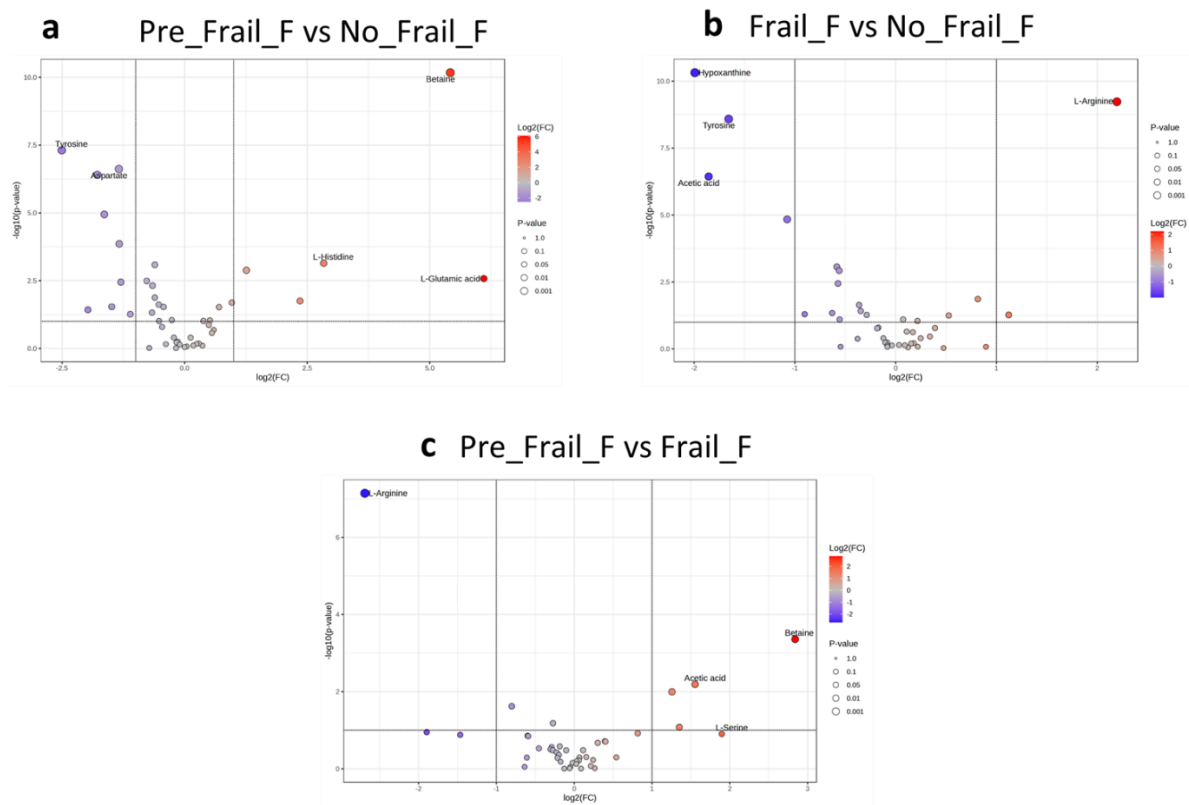 a Pre_Frail_F vs No_Frail_F
10.0
7.5
5.0
2.5
0.0
-log10(p-value)
-2.5 0.0 2.5 5.0
log2(FC)
Betaine
Tyrosine
Aspartate
L-Histidine
L-Glutamic acid
Log2(FC)
6
4
2
0
-2
P-value
1.0
0.1
0.05
0.01
0.001
b Frail_F vs No_Frail_F
10.0
7.5
5.0
2.5
0.0
-log10(p-value)
-2 -1 0 1 2
log2(FC)
Hypoxanthine
L-Arginine
Tyrosine
Acetic acid
P-value
1.0
0.1
0.05
0.01
0.001
Log2(FC)
2
1
0
-1
c Pre_Frail_F vs Frail_F
6
4
2
0
-log10(p-value)
-2 -1 0 1 2 3
log2(FC)
L-Arginine
Betaine
Acetic acid
L-Serine
Log2(FC)
2
1
0
-1
-2
P-value
1.0
0.1
0.05
0.01
0.001